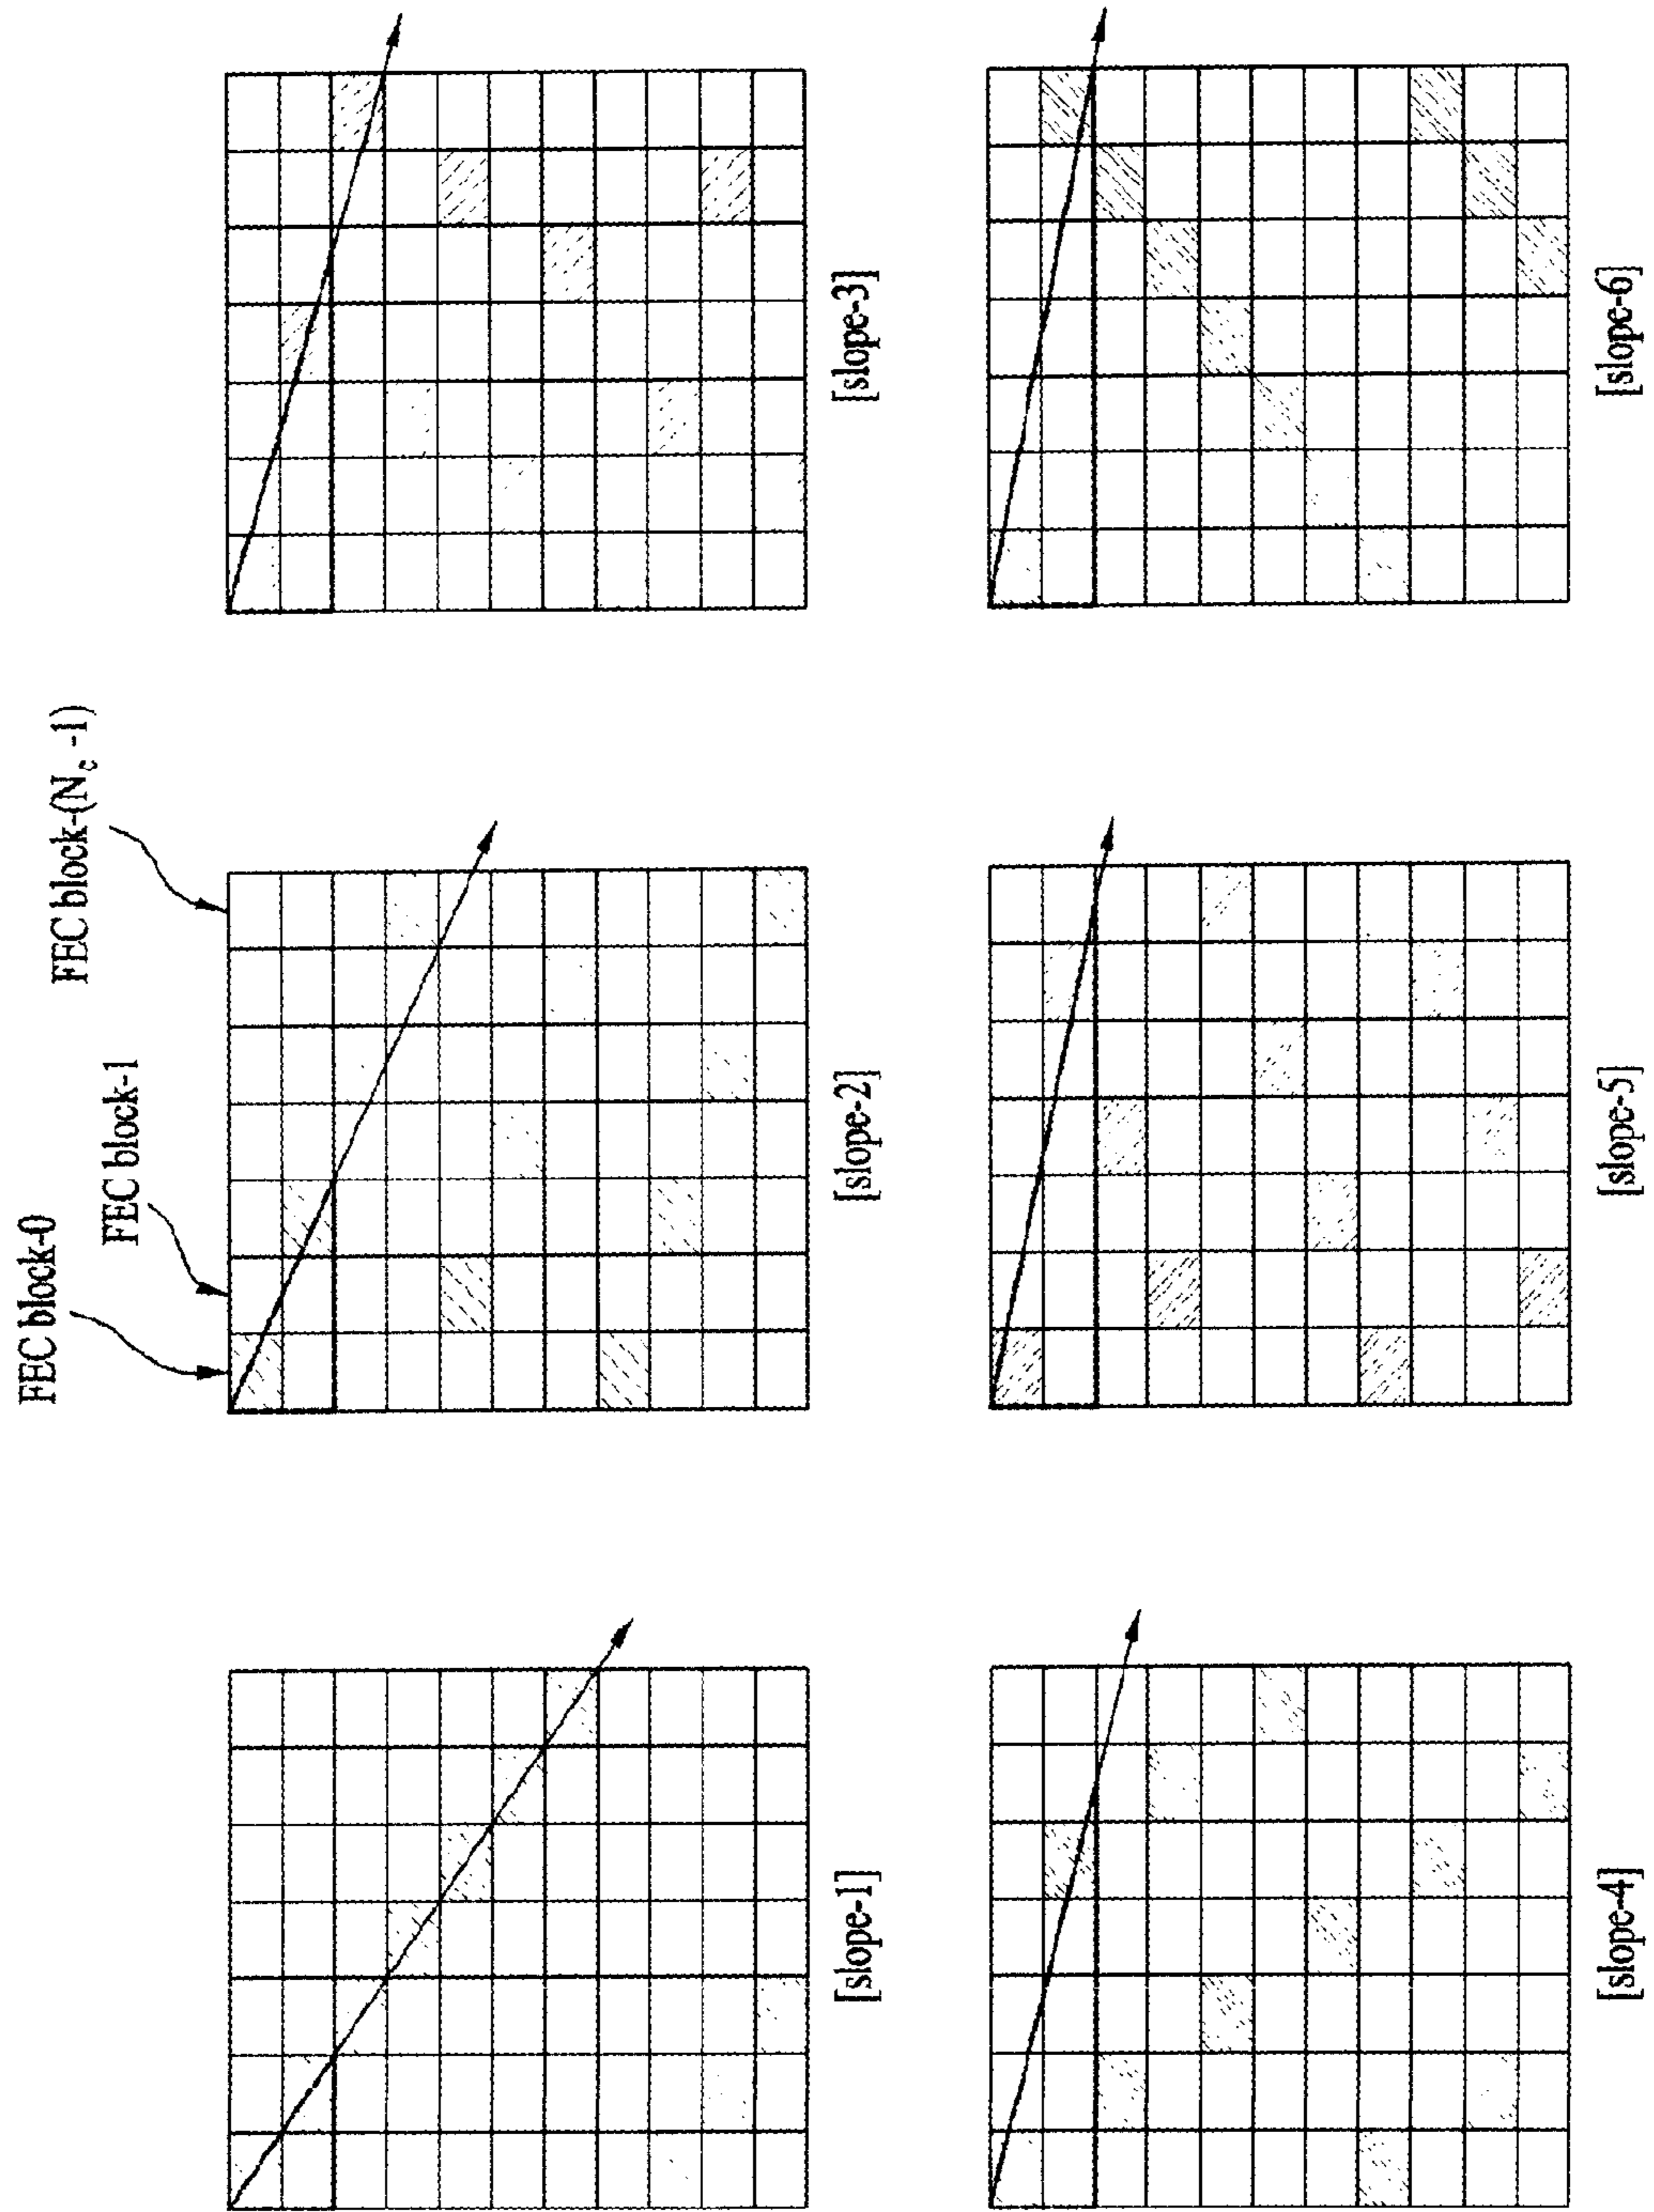 FEC block-0
FEC block-1
FEC block-(Nc -1)
[slope-1]
[slope-2]
[slope-3]
[slope-4]
[slope-5]
[slope-6]